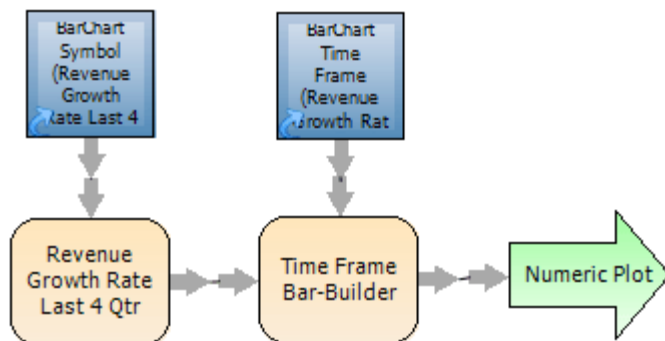 BarChart
Symbol
(Revenue
Growth
Rate Last 4
BarChart
Time
Frame
(Revenue
Growth Rat
Revenue
Growth Rate
Last 4 Qtr
Time Frame
Bar-Builder
Numeric Plot